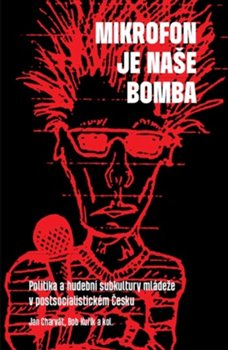 MIKROFON
JE NAŠE
BOMBA
Politika a hudební subkultury mládeže
v postsocialistickém Česku
Jan Charvát, Bob Kuřík a kol.